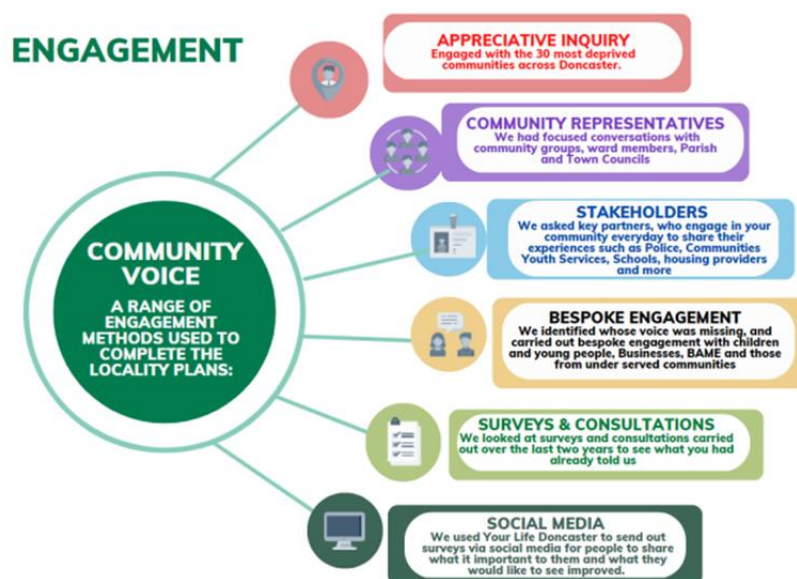 ENGAGEMENT
APPRECIATIVE INQUIRY
Engaged with the 30 most deprived
communities across Doncaster.
COMMUNITY REPRESENTATIVES
We had focused conversations with
community groups, ward members, Parish
and Town Councils
STAKEHOLDERS
We asked key partners, who engage in your
community everyday to share their
experiences such as Police, Communities
Youth Services, Schools, housing providers
and more
COMMUNITY
VOICE
A RANGE OF
ENGAGEMENT
METHODS USED TO
COMPLETE THE
LOCALITY PLANS:
BESPOKE ENGAGEMENT
We identified whose voice was missing, and
carried out bespoke engagement with children
and young people, Businesses, BAME and those
from under served communities
SURVEYS & CONSULTATIONS
We looked at surveys and consultations carried
out over the last two years to see what you had
already told us
SOCIAL MEDIA
We used Your Life Doncaster to send out
surveys via social media for people to share
what it important to them and what they
would like to see improved.